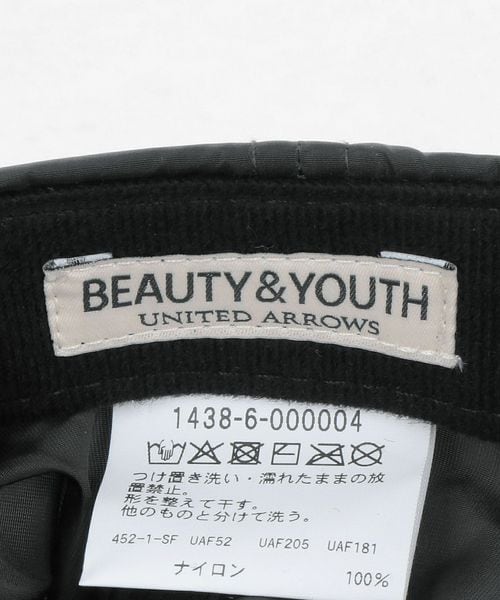 BEAUTY&YOUTH
UNITED ARROWS
1438-6-000004
つけ置き洗い・濡れたままの放
置禁止。
形を整えて干す。
他のものと分けて洗う。
452-1-SF UAF52 UAF205 UAF181
ナイロン 100%